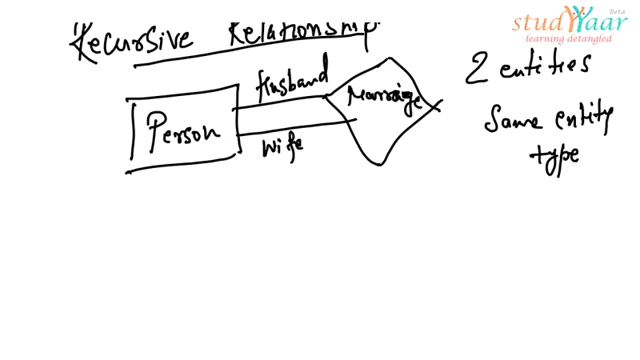 Recursive Relationship
studYaar
Beta
learning detangled
Husband
Marriage
Person
Wife
2 entities
Same entity
type